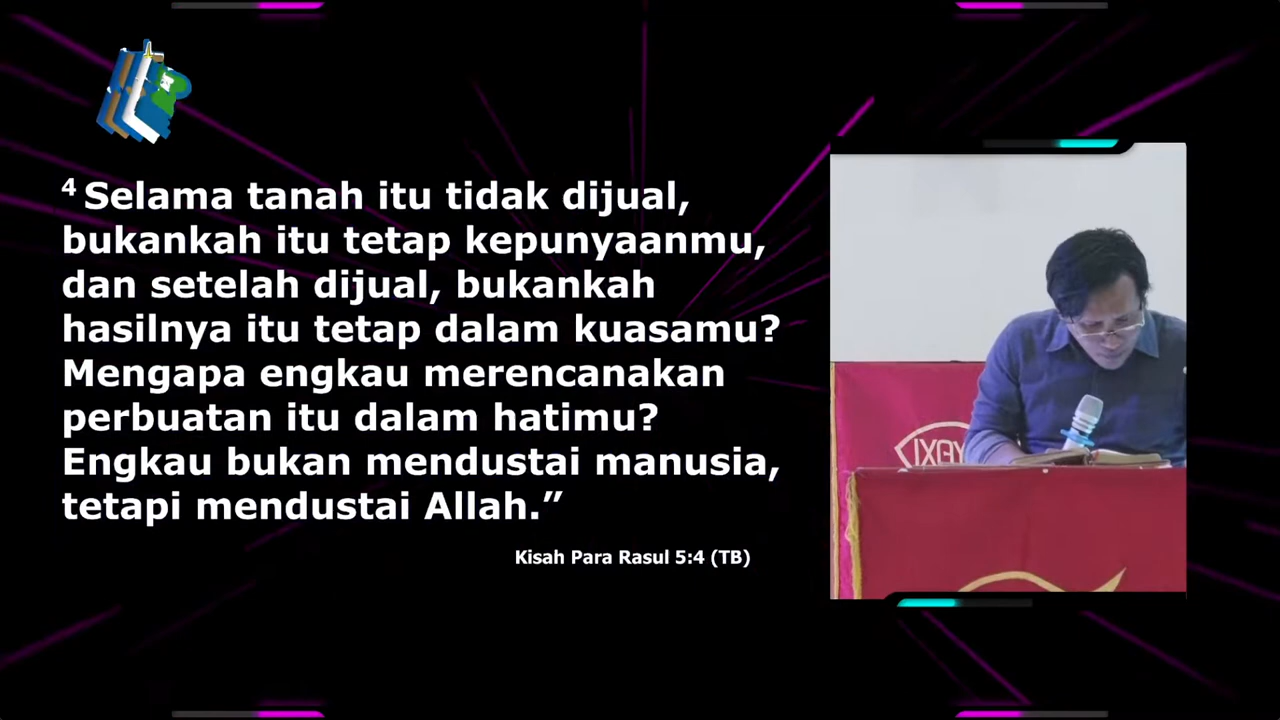 ⁴ Selama tanah itu tidak dijual,
bukankah itu tetap kepunyaanmu,
dan setelah dijual, bukankah
hasilnya itu tetap dalam kuasamu?
Mengapa engkau merencanakan
perbuatan itu dalam hatimu?
Engkau bukan mendustai manusia,
tetapi mendustai Allah.”
Kisah Para Rasul 5:4 (TB)